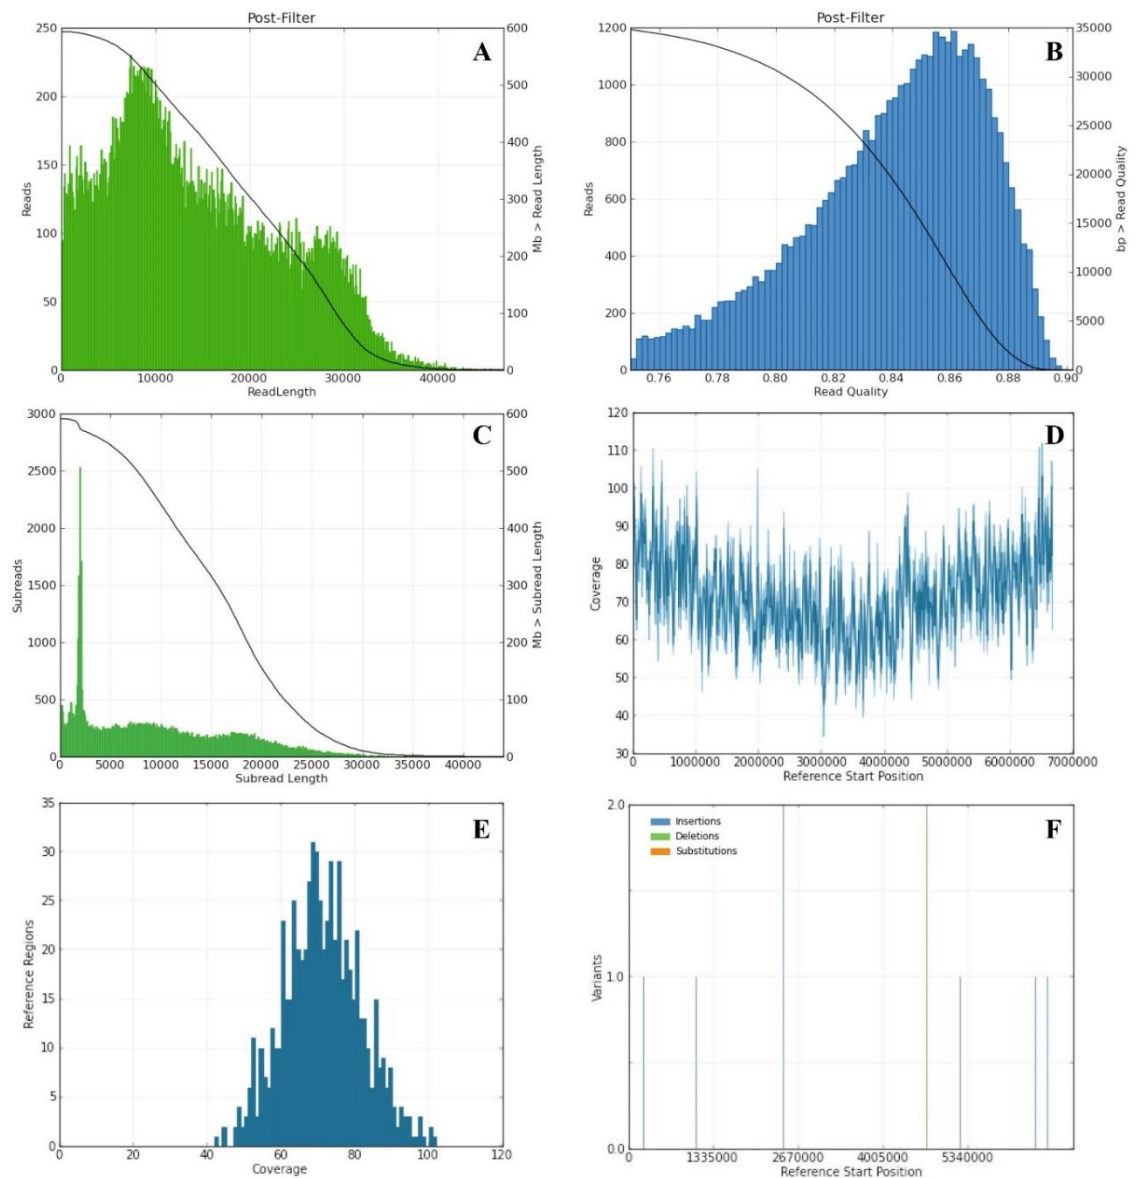 Post-Filter
A
250
200
150
100
50
0
Reads
600
500
400
300
200
100
0
Mb > Read Length
0 10000 20000 30000 40000
ReadLength
Post-Filter
B
1200
1000
800
600
400
200
0
Reads
35000
30000
25000
20000
15000
10000
5000
0
bp > Read Quality
0.76 0.78 0.80 0.82 0.84 0.86 0.88 0.90
Read Quality
C
3000
2500
2000
1500
1000
500
0
Subreads
600
500
400
300
200
100
0
Mb > Subread Length
0 5000 10000 15000 20000 25000 30000 35000 40000
Subread Length
D
120
110
100
90
80
70
60
50
40
30
Coverage
0 1000000 2000000 3000000 4000000 5000000 6000000 7000000
Reference Start Position
E
35
30
25
20
15
10
5
0
Reference Regions
0 20 40 60 80 100 120
Coverage
F
2.0
1.0
0.0
Variants
Insertions
Deletions
Substitutions
0 1335000 2670000 4005000 5340000
Reference Start Position